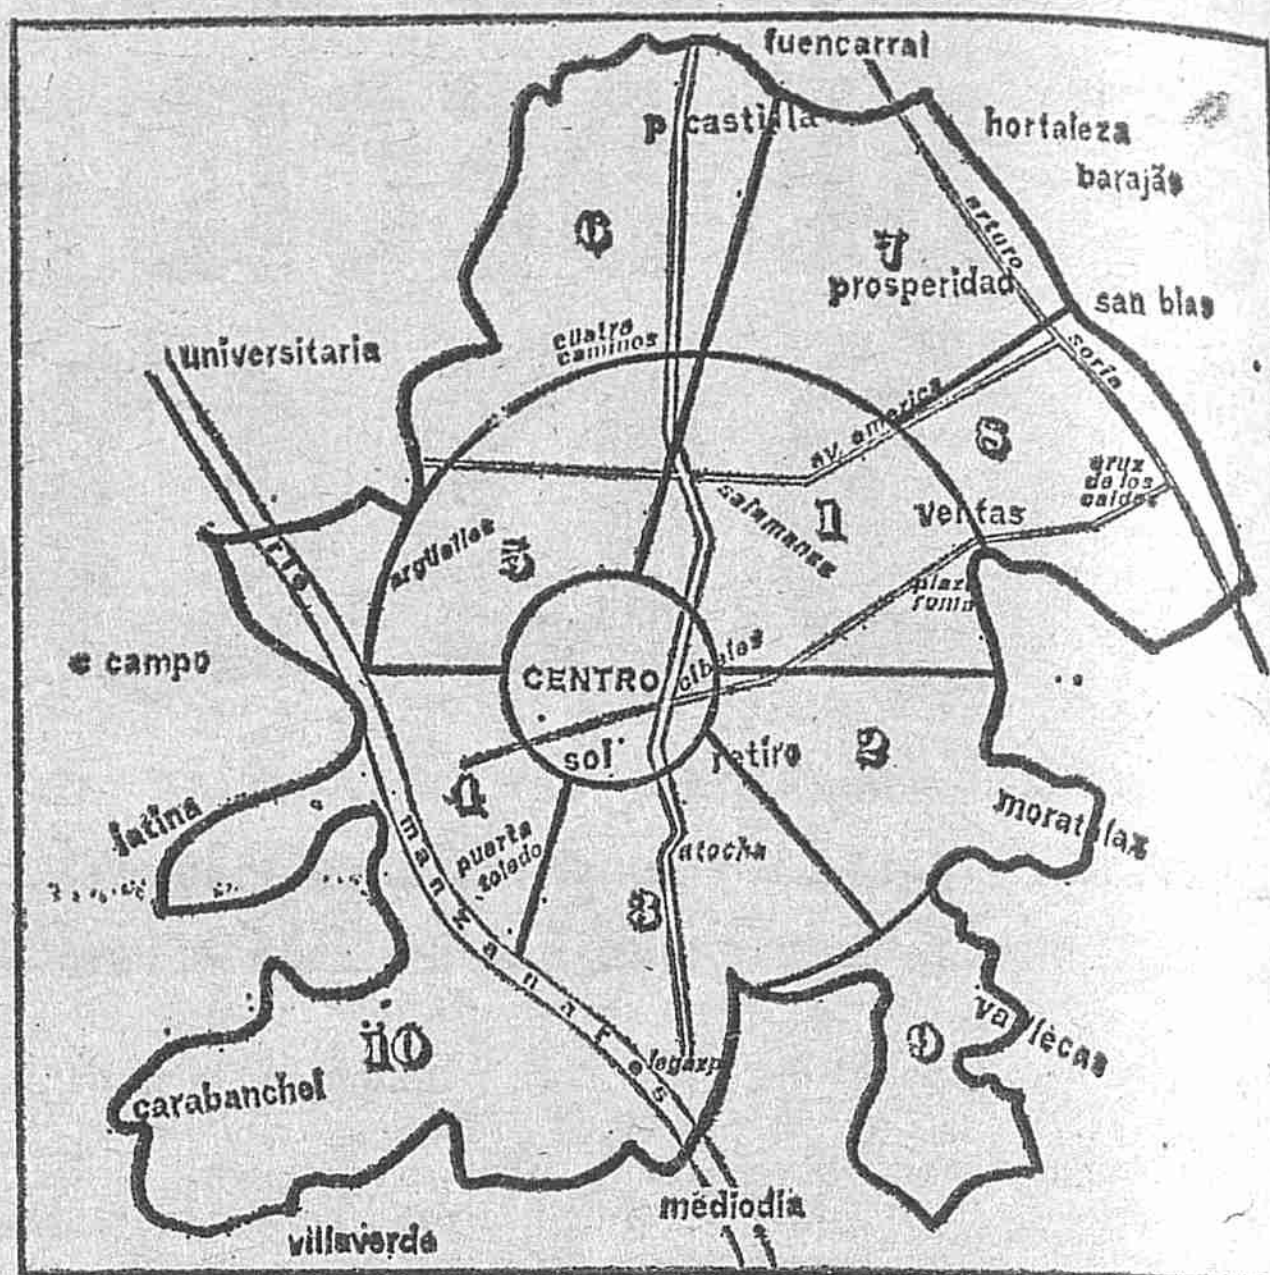 fuencarral
p castilla
hortaleza
barajas
6
7
arturo
prosperidad
san blas
cuatro
caminos
universitaria
soria
av. america
8
cruz
de los
caidos
salamanca
1
ventas
argüelles
5
rio
plaza
roma
c campo
CENTRO
cibeles
sol
retiro
2
4
latina
manzanares
puerta
toledo
atocha
moratalaz
3
vallecas
10
9
legazpi
carabanchel
mediodia
villaverde